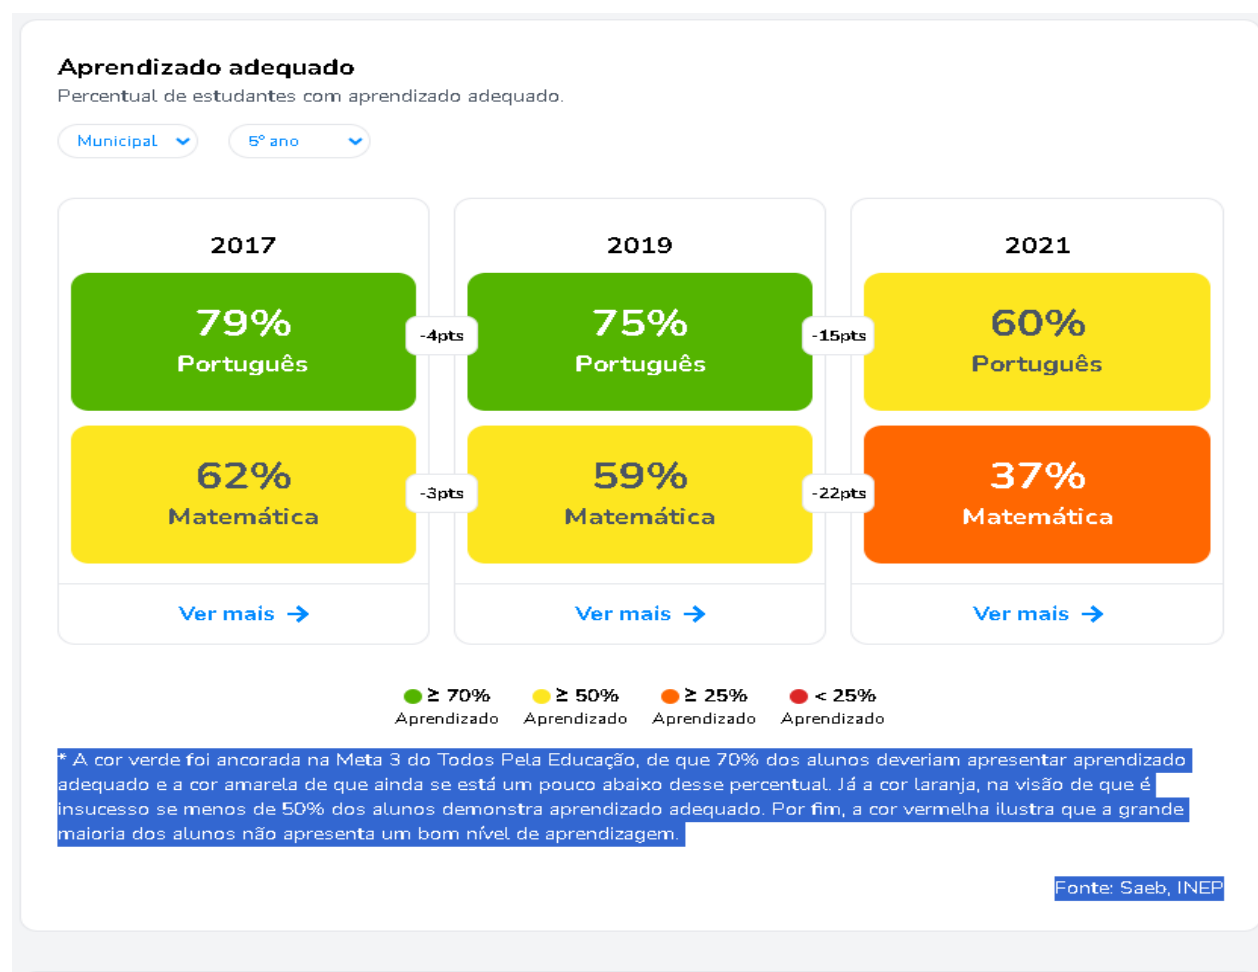 Aprendizado adequado
Percentual de estudantes com aprendizado adequado.
Municipal 5º ano
2017 2019 2021
79% 75% 60%
-4pts -15pts
Português Português Português
62% 59% 37%
-3pts -22pts
Matemática Matemática Matemática
Ver mais → Ver mais → Ver mais →
≥ 70% ≥ 50% ≥ 25% < 25%
Aprendizado Aprendizado Aprendizado Aprendizado
* A cor verde foi ancorada na Meta 3 do Todos Pela Educação, de que 70% dos alunos deveriam apresentar aprendizado
adequado e a cor amarela de que ainda se está um pouco abaixo desse percentual. Já a cor laranja, na visão de que é
insucesso se menos de 50% dos alunos demonstra aprendizado adequado. Por fim, a cor vermelha ilustra que a grande
maioria dos alunos não apresenta um bom nível de aprendizagem.
Fonte: Saeb, INEP